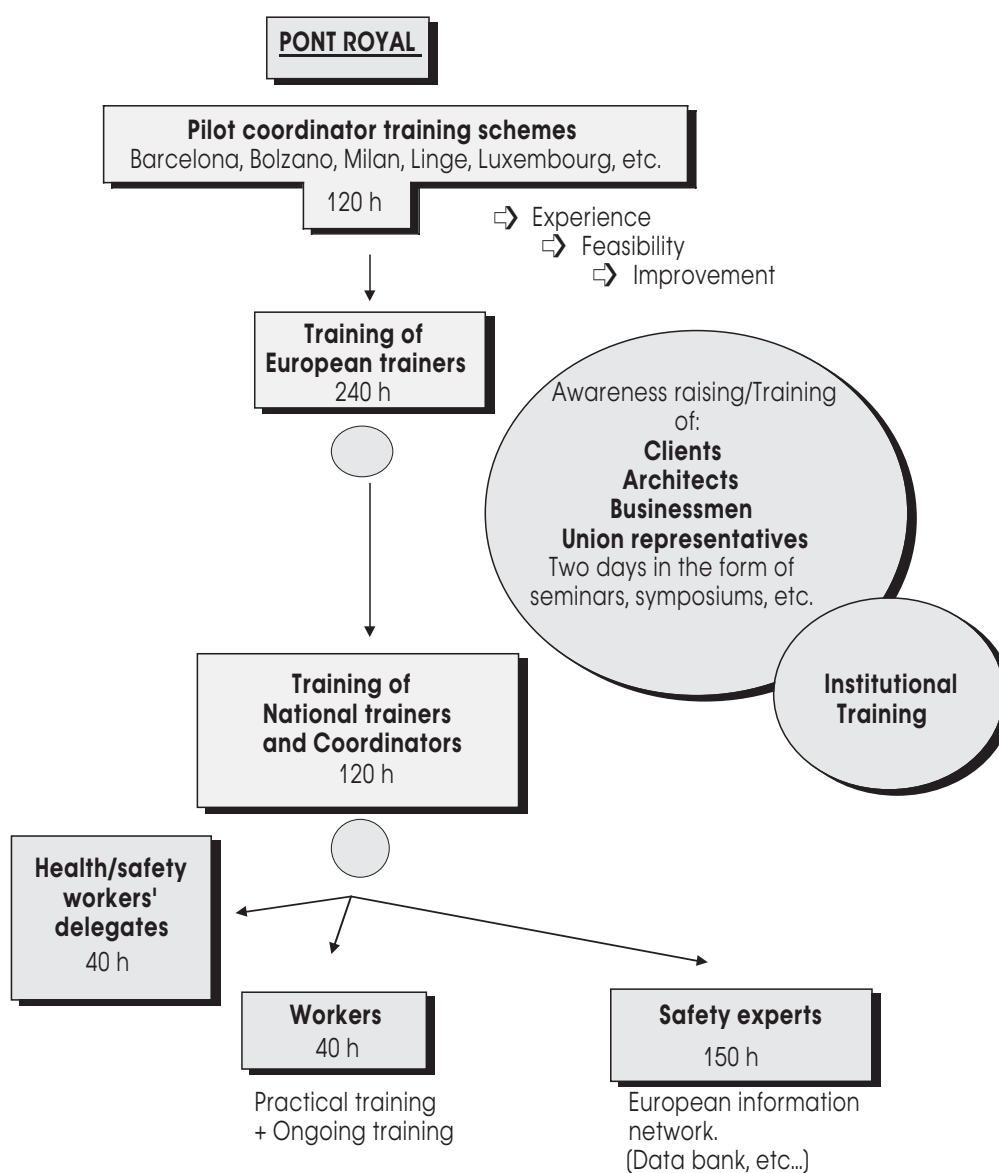 PONT ROYAL
Pilot coordinator training schemes
Barcelona, Bolzano, Milan, Linge, Luxembourg, etc.
120 h
Experience
Feasibility
Improvement
Training of
European trainers
240 h
Awareness raising/Training
of:
Clients
Architects
Businessmen
Union representatives
Two days in the form of
seminars, symposiums, etc.
Institutional
Training
Training of
National trainers
and Coordinators
120 h
Health/safety
workers'
delegates
40 h
Workers
40 h
Practical training
+ Ongoing training
Safety experts
150 h
European information
network.
(Data bank, etc...)